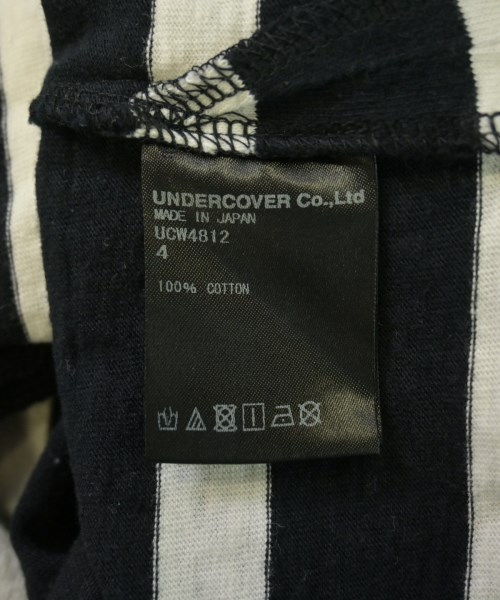 UNDERCOVER Co.,Ltd
MADE IN JAPAN
UCW4812
4
100% COTTON